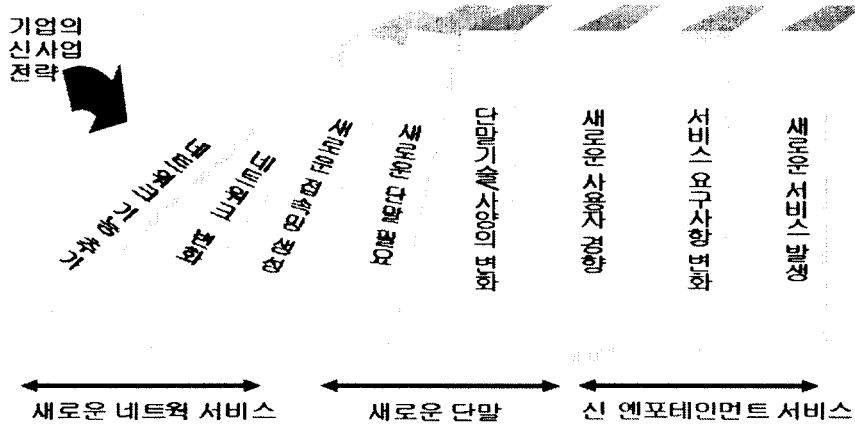 기업의
신사업
전략
네트워크 기능추가
네트워크 변화
새로운 접속망 생성
새로운 단말 필요
단말기술/사양의 변화
새로운 사용자 경향
서비스 요구사항 변화
새로운 서비스 발생
새로운 네트웍 서비스
새로운 단말
신 엔포테인먼트 서비스